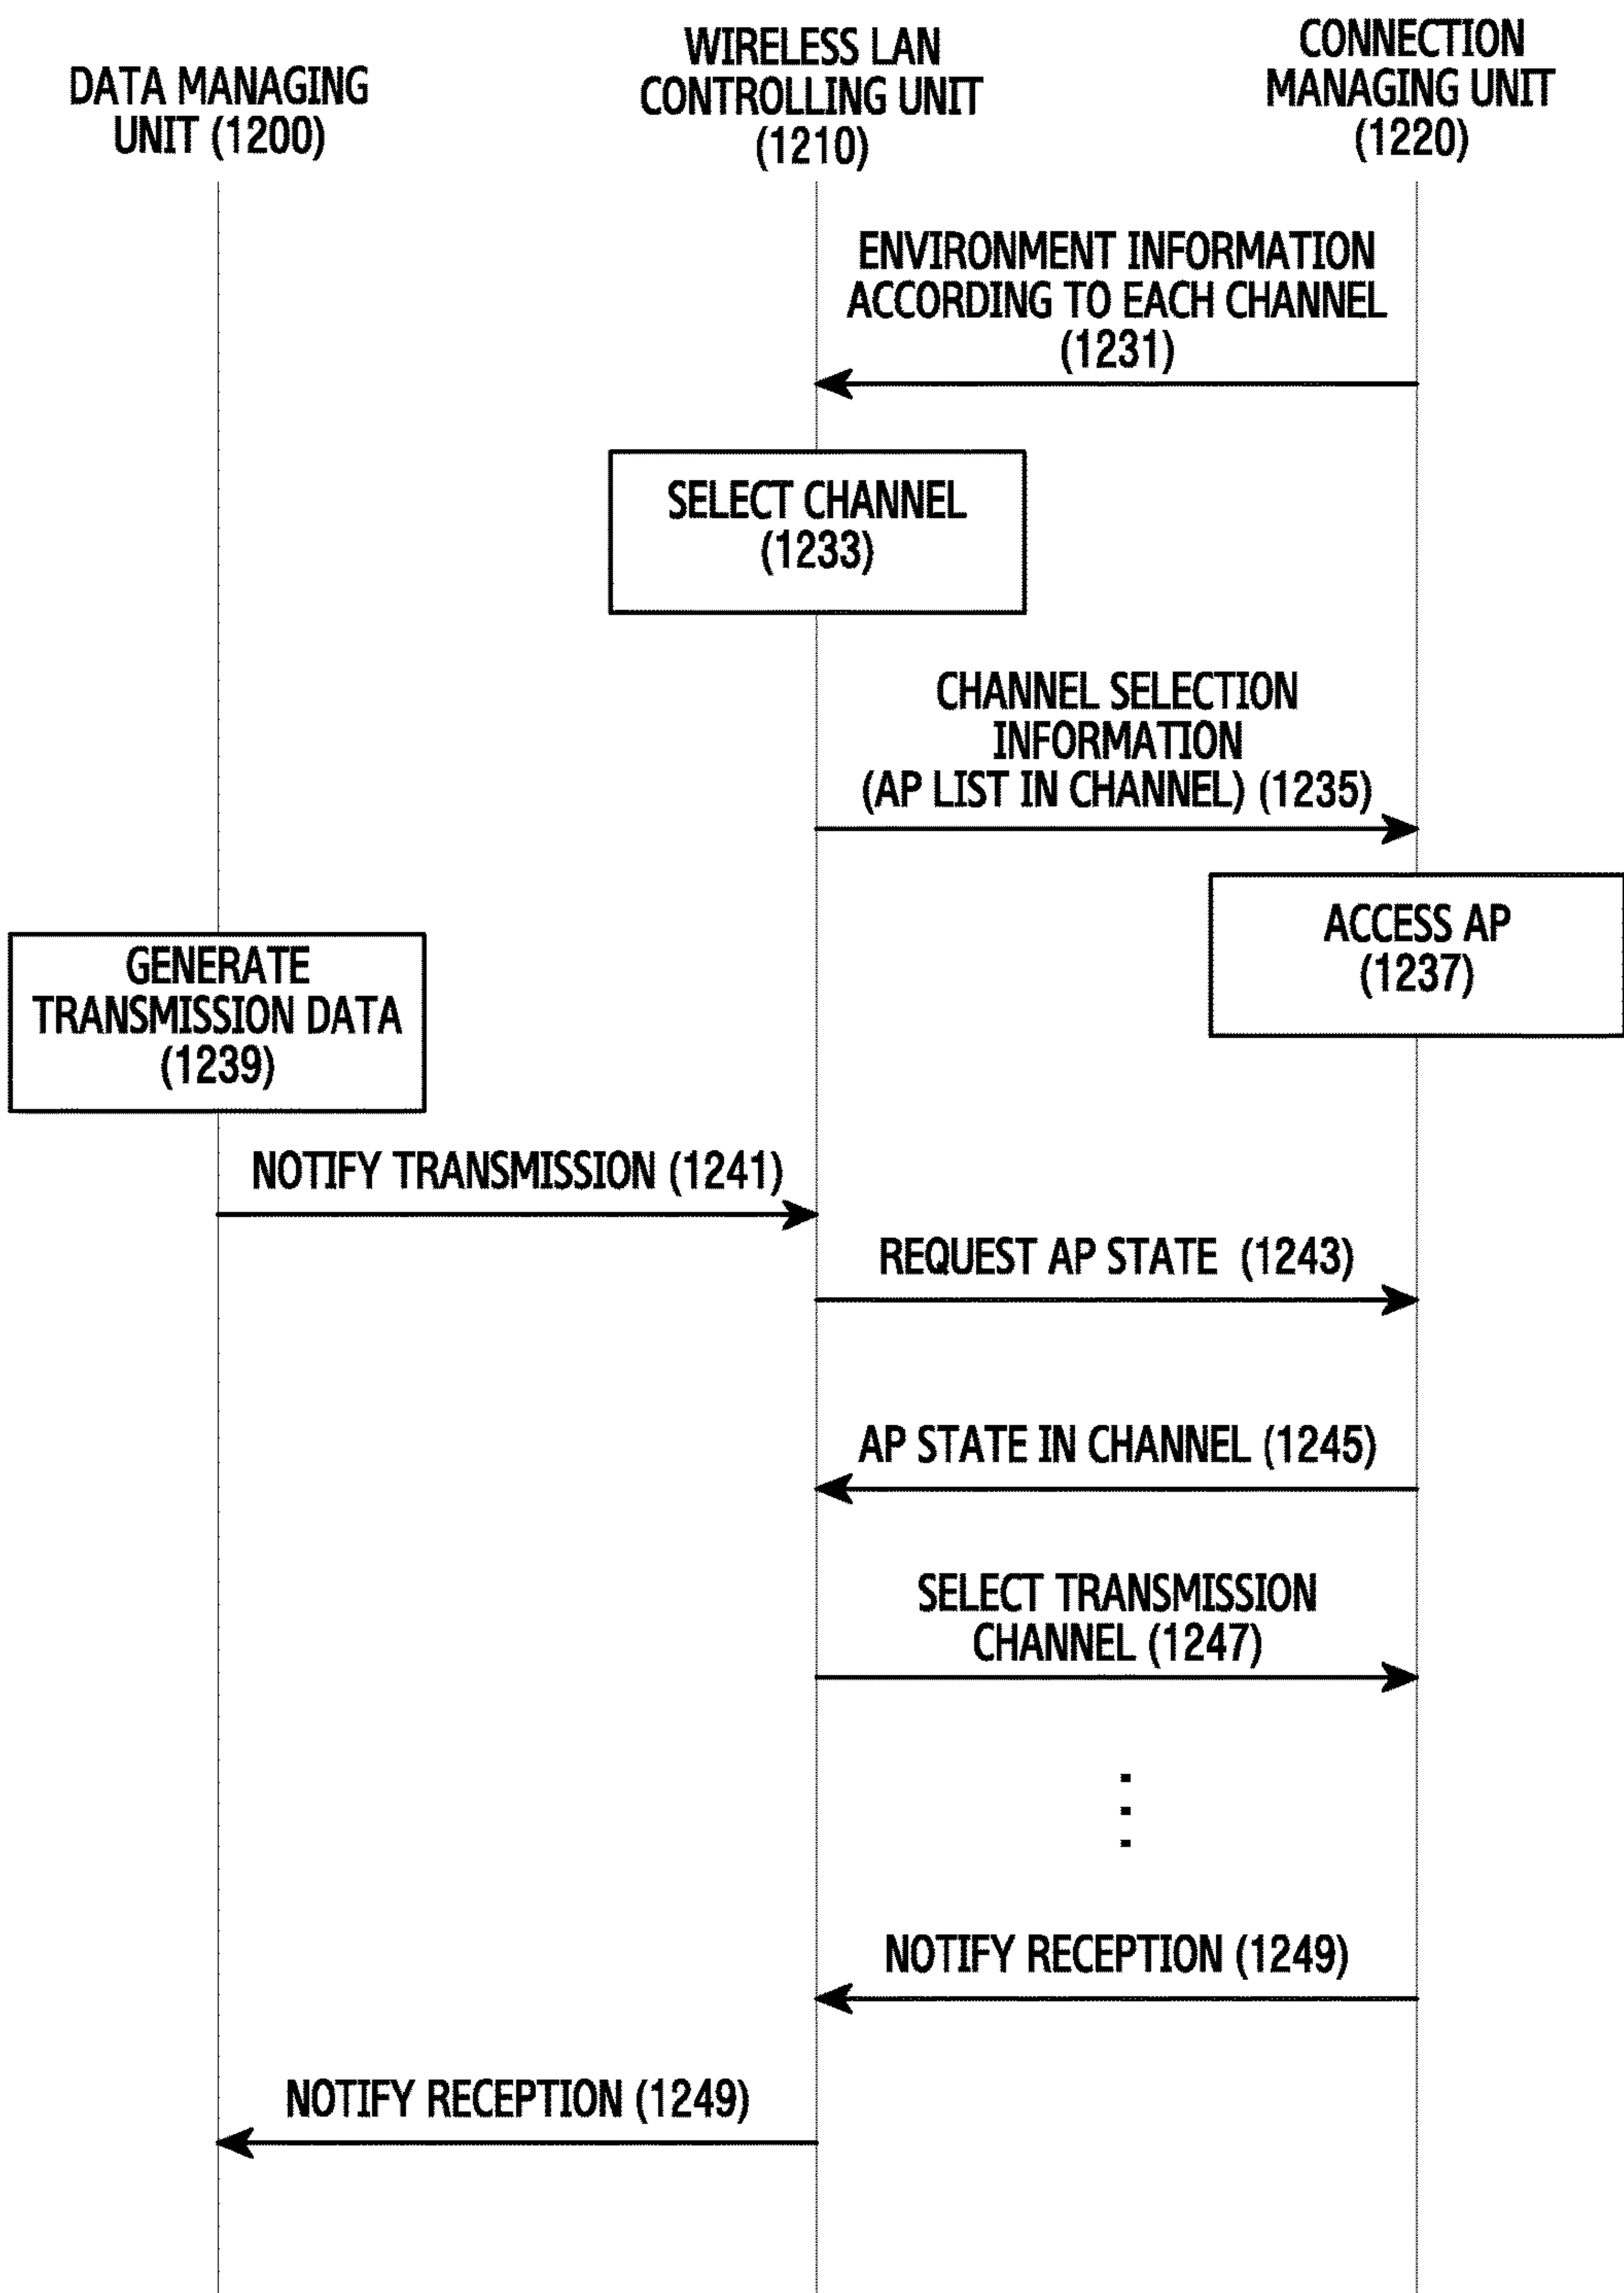 DATA MANAGING
UNIT (1200)
WIRELESS LAN
CONTROLLING UNIT
(1210)
CONNECTION
MANAGING UNIT
(1220)
ENVIRONMENT INFORMATION
ACCORDING TO EACH CHANNEL
(1231)
SELECT CHANNEL
(1233)
CHANNEL SELECTION
INFORMATION
(AP LIST IN CHANNEL) (1235)
ACCESS AP
(1237)
GENERATE
TRANSMISSION DATA
(1239)
NOTIFY TRANSMISSION (1241)
REQUEST AP STATE (1243)
AP STATE IN CHANNEL (1245)
SELECT TRANSMISSION
CHANNEL (1247)
NOTIFY RECEPTION (1249)
NOTIFY RECEPTION (1249)